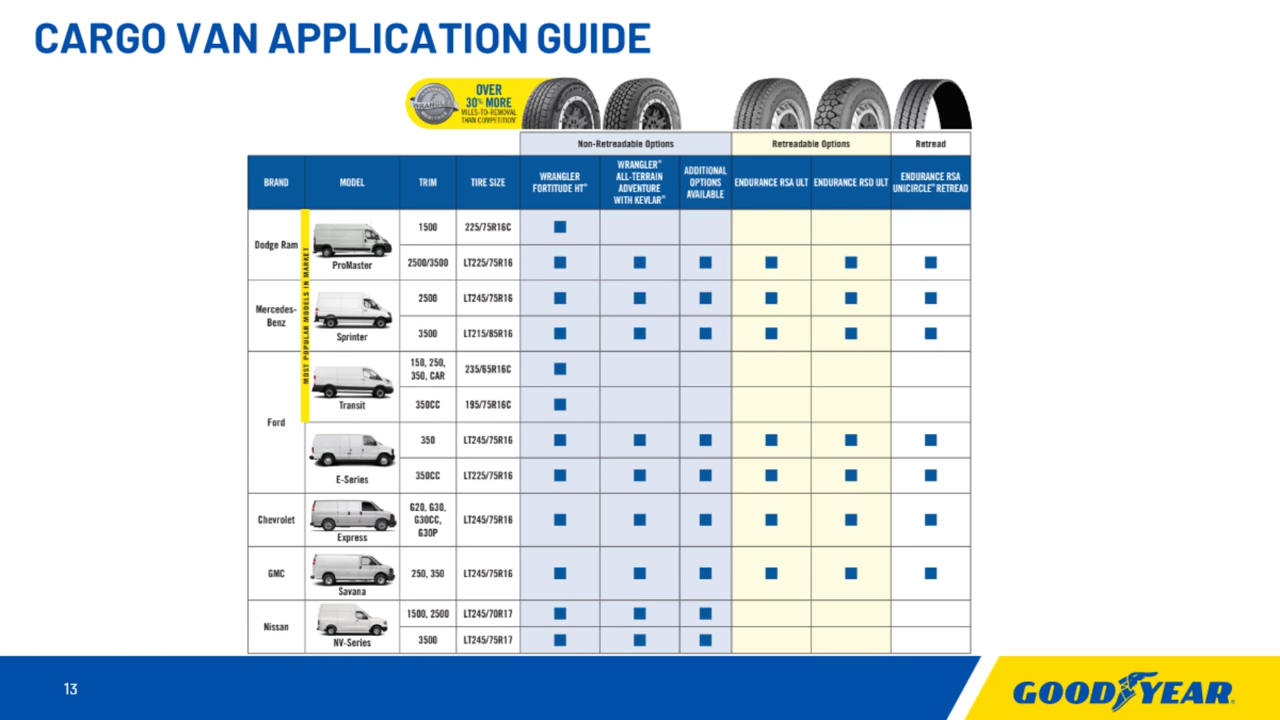 CARGO VAN APPLICATION GUIDE
WRANGLER
OVER
30% MORE
MILES-TO-REMOVAL
THAN COMPETITION
Non-Retreadable Options
Retreadable Options
Retread
BRAND
MODEL
TRIM
TIRE SIZE
WRANGLER
FORTITUDE HT®
WRANGLER®
ALL-TERRAIN
ADVENTURE
WITH KEVLAR®
ADDITIONAL
OPTIONS
AVAILABLE
ENDURANCE RSA ULT
ENDURANCE RSD ULT
ENDURANCE RSA
UNICIRCLE® RETREAD
MOST POPULAR MODELS IN MARKET
Dodge Ram
ProMaster
1500
225/75R16C
■
2500/3500
LT225/75R16
■ ■ ■ ■ ■ ■
Mercedes-
Benz
Sprinter
2500
LT245/75R16
■ ■ ■ ■ ■ ■
3500
LT215/85R16
■ ■ ■ ■ ■ ■
Ford
Transit
150, 250,
350, CAR
235/65R16C
■
350CC
195/75R16C
■
E-Series
350
LT245/75R16
■ ■ ■ ■ ■ ■
350CC
LT225/75R16
■ ■ ■ ■ ■ ■
Chevrolet
Express
G20, G30,
G30CC,
G30P
LT245/75R16
■ ■ ■ ■ ■ ■
GMC
Savana
250, 350
LT245/75R16
■ ■ ■ ■ ■ ■
Nissan
NV-Series
1500, 2500
LT245/70R17
■ ■ ■
3500
LT245/75R17
■ ■ ■
13
GOODYEAR®